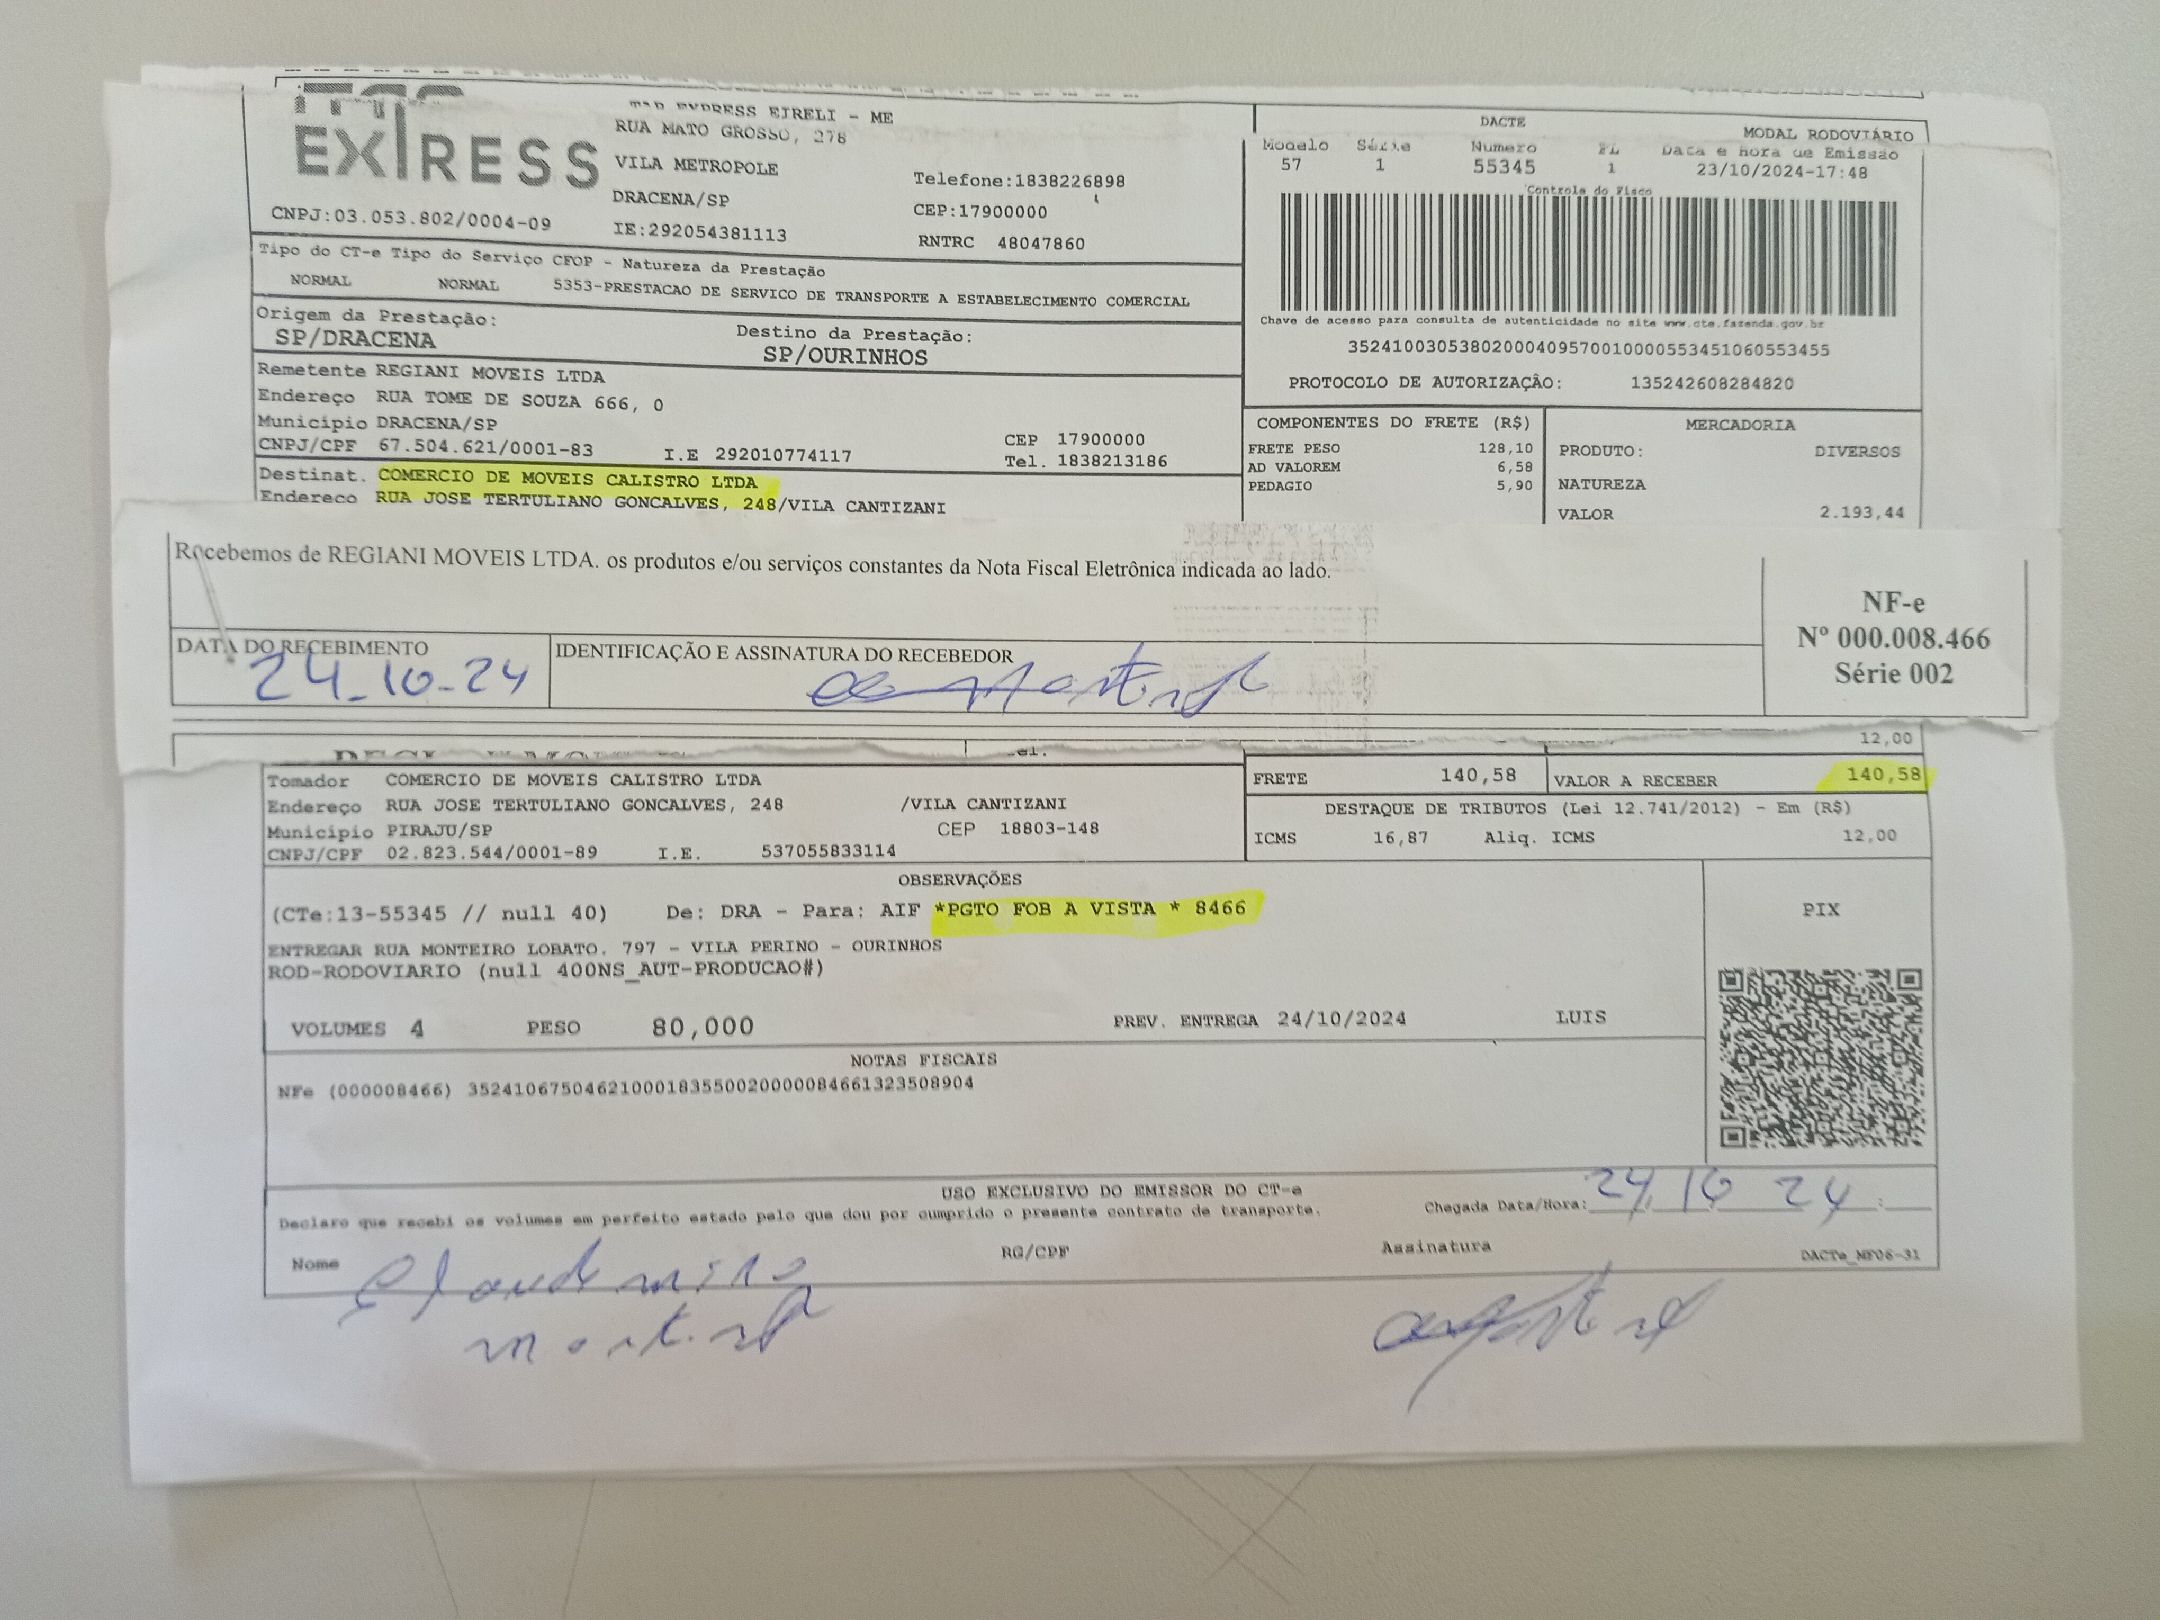 EXPRESS
EXPRESS EIRELI - ME
RUA MATO GROSSO, 278
VILA METROPOLE
Telefone:1838226898
DRACENA/SP
CEP:17900000
CNPJ:03.053.802/0004-09
IE:292054381113
RNTRC 48047860
DACTE
MODAL RODOVIÁRIO
Modelo Série Numero FL Data e Hora de Emissão
57 1 55345 1 23/10/2024-17:48
Controle do Fisco
Tipo do CT-e Tipo do Serviço CFOP - Natureza da Prestação
NORMAL NORMAL 5353-PRESTACAO DE SERVICO DE TRANSPORTE A ESTABELECIMENTO COMERCIAL
Origem da Prestação: Destino da Prestação:
SP/DRACENA SP/OURINHOS
Chave de acesso para consulta de autenticidade no site www.cte.fazenda.gov.br
35241003053802000409570010000553451060553455
PROTOCOLO DE AUTORIZAÇÃO: 135242608284820
Remetente REGIANI MOVEIS LTDA
Endereço RUA TOME DE SOUZA 666, 0
Municipio DRACENA/SP
CEP 17900000
CNPJ/CPF 67.504.621/0001-83 I.E 292010774117 Tel. 1838213186
Destinat. COMERCIO DE MOVEIS CALISTRO LTDA
Endereco RUA JOSE TERTULIANO GONCALVES, 248/VILA CANTIZANI
COMPONENTES DO FRETE (R$)
FRETE PESO 128,10
AD VALOREM 6,58
PEDAGIO 5,90
MERCADORIA
PRODUTO: DIVERSOS
NATUREZA
VALOR 2.193,44
Recebemos de REGIANI MOVEIS LTDA. os produtos e/ou serviços constantes da Nota Fiscal Eletrônica indicada ao lado.
NF-e
Nº 000.008.466
Série 002
DATA DO RECEBIMENTO
24-10-24
IDENTIFICAÇÃO E ASSINATURA DO RECEBEDOR
12,00
Tomador COMERCIO DE MOVEIS CALISTRO LTDA
Endereço RUA JOSE TERTULIANO GONCALVES, 248 /VILA CANTIZANI
Municipio PIRAJU/SP CEP 18803-148
CNPJ/CPF 02.823.544/0001-89 I.E. 537055833114
FRETE 140,58 VALOR A RECEBER 140,58
DESTAQUE DE TRIBUTOS (Lei 12.741/2012) - Em (R$)
ICMS 16,87 Aliq. ICMS 12,00
OBSERVAÇÕES
(CTe:13-55345 // null 40) De: DRA - Para: AIF *PGTO FOB A VISTA * 8466
ENTREGAR RUA MONTEIRO LOBATO, 797 - VILA PERINO - OURINHOS
ROD-RODOVIARIO (null 400NS_AUT-PRODUCAO#)
PIX
VOLUMES 4 PESO 80,000 PREV. ENTREGA 24/10/2024 LUIS
NOTAS FISCAIS
NFe (000008466) 35241067504621000183550020000084661323508904
USO EXCLUSIVO DO EMISSOR DO CT-e
Declaro que recebi os volumes em perfeito estado pelo que dou por cumprido o presente contrato de transporte.
Chegada Data/Hora: 24 10 24 :
Nome RG/CPF Assinatura DACTe_MF06-31
Claudemiro